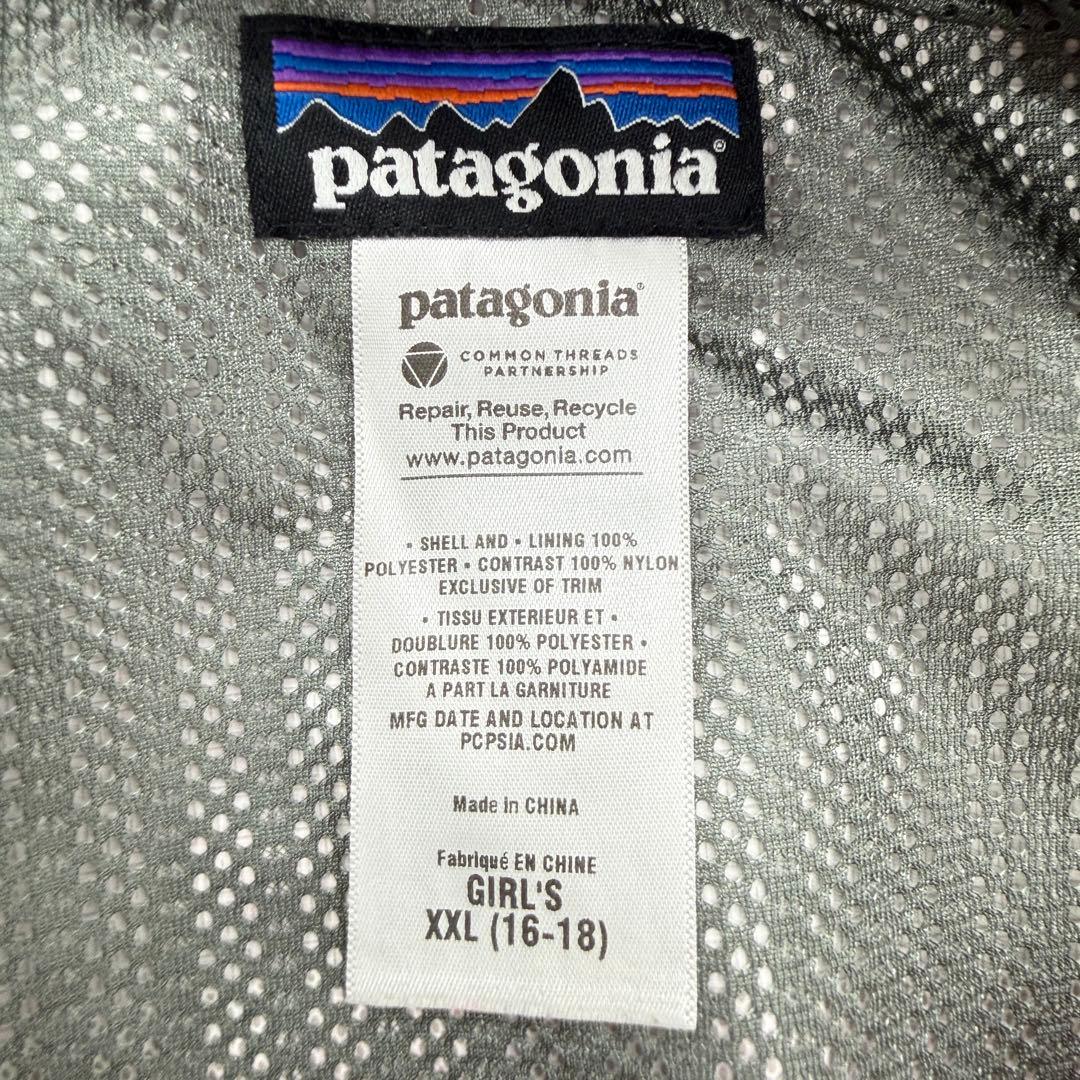 patagonia®
patagonia®
COMMON THREADS
PARTNERSHIP
Repair, Reuse, Recycle
This Product
www.patagonia.com
• SHELL AND • LINING 100%
POLYESTER • CONTRAST 100% NYLON
EXCLUSIVE OF TRIM
• TISSU EXTERIEUR ET •
DOUBLURE 100% POLYESTER •
CONTRASTE 100% POLYAMIDE
A PART LA GARNITURE
MFG DATE AND LOCATION AT
PCPSIA.COM
Made in CHINA
Fabriqué EN CHINE
GIRL'S
XXL (16-18)